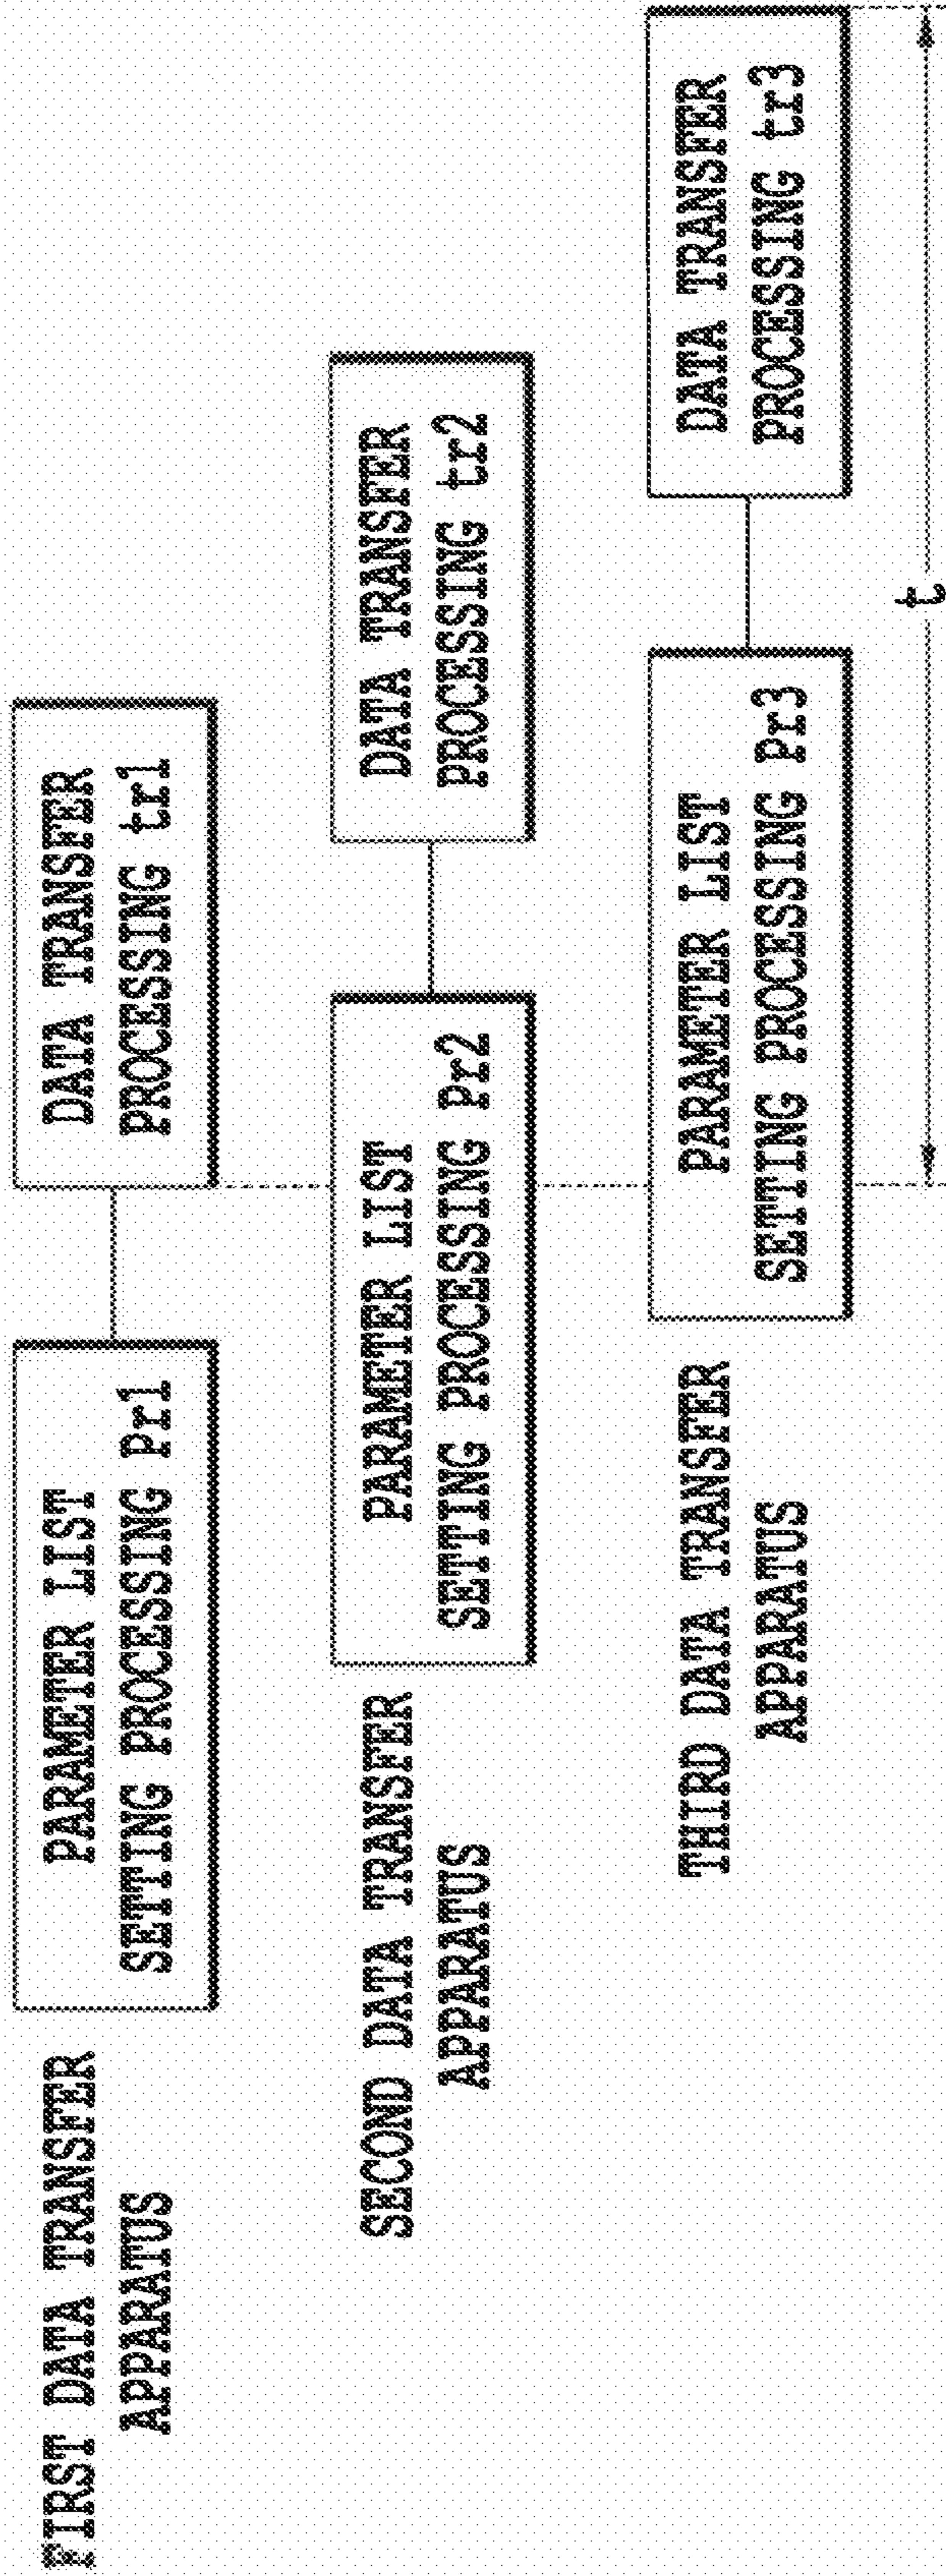 FIRST DATA TRANSFER
APPARATUS
PARAMETER LIST
SETTING PROCESSING Pr1
DATA TRANSFER
PROCESSING tr1
SECOND DATA TRANSFER
APPARATUS
PARAMETER LIST
SETTING PROCESSING Pr2
DATA TRANSFER
PROCESSING tr2
THIRD DATA TRANSFER
APPARATUS
PARAMETER LIST
SETTING PROCESSING Pr3
DATA TRANSFER
PROCESSING tr3
t